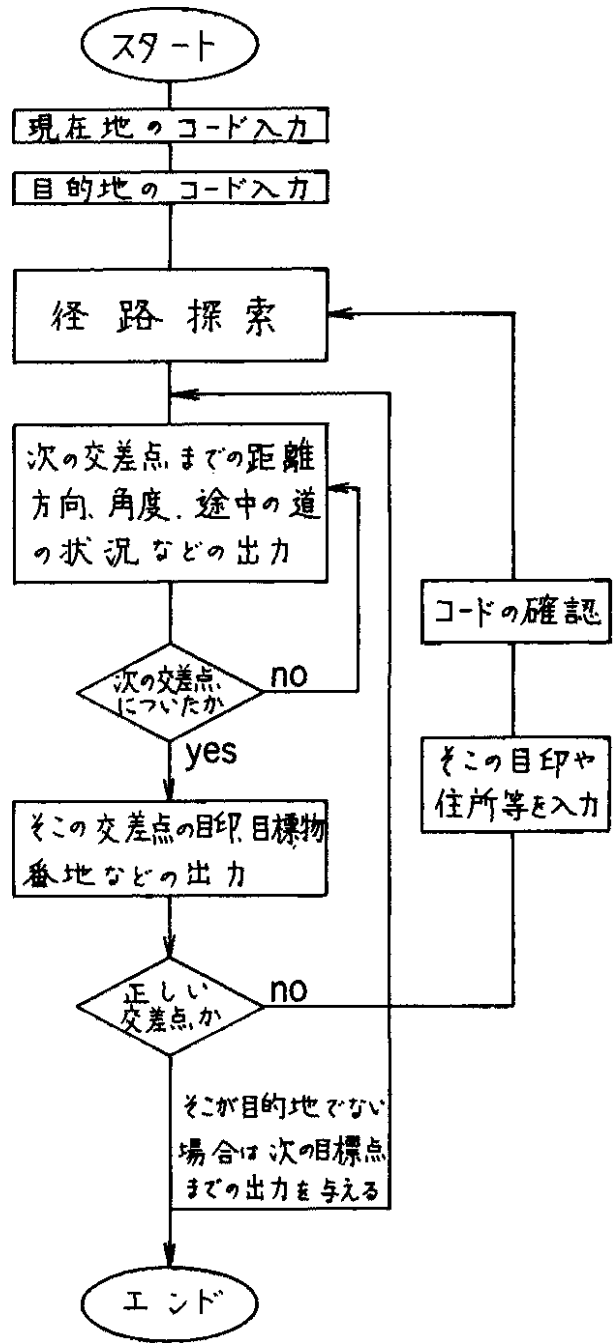 スタート
現在地のコード入力
目的地のコード入力
経路探索
次の交差点までの距離
方向、角度、途中の道
の状況などの出力
次の交差点
についたか
no
yes
そこの交差点の目印、目標物
番地などの出力
正しい
交差点か
no
そこの目印や
住所等を入力
コードの確認
そこが目的地でない
場合は次の目標点
までの出力を与える
エンド